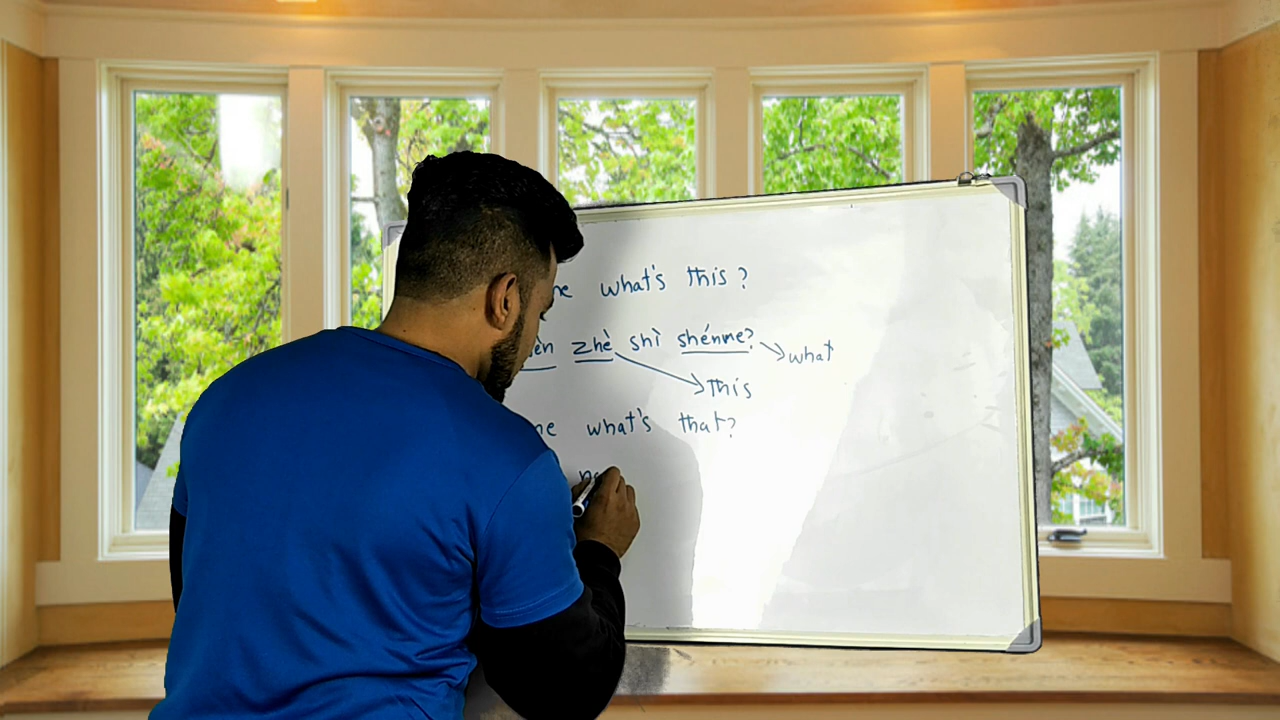 what's this?
zhè shì shénme?
what
this
what's that?